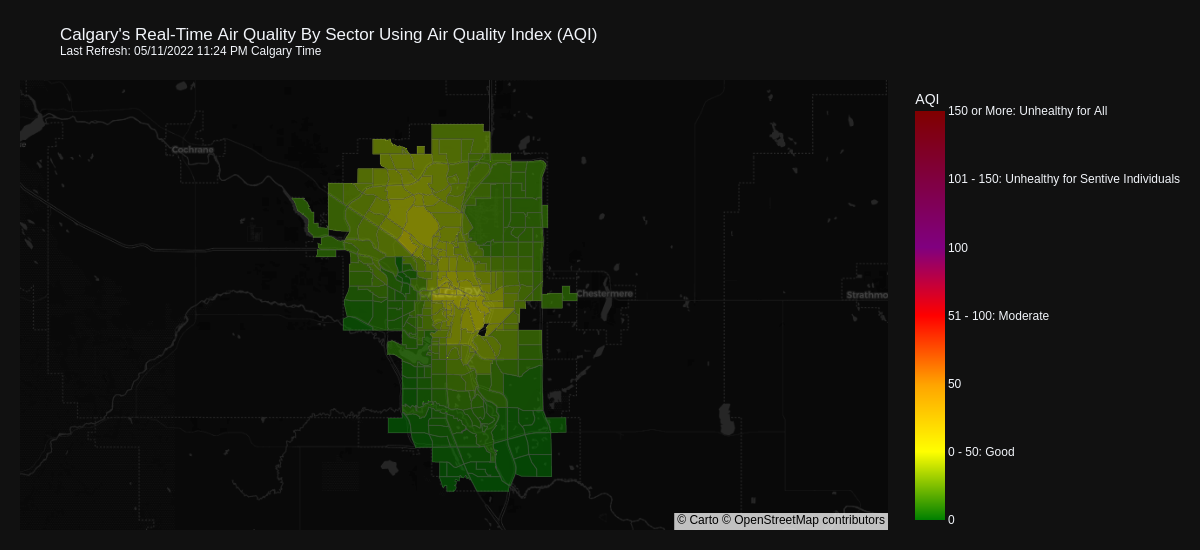 Calgary's Real-Time Air Quality By Sector Using Air Quality Index (AQI)
Last Refresh: 05/11/2022 11:24 PM Calgary Time
AQI
150 or More: Unhealthy for All
101 - 150: Unhealthy for Sentive Individuals
100
51 - 100: Moderate
50
0 - 50: Good
0
Cochrane
Chestermere
Strathmo
© Carto © OpenStreetMap contributors